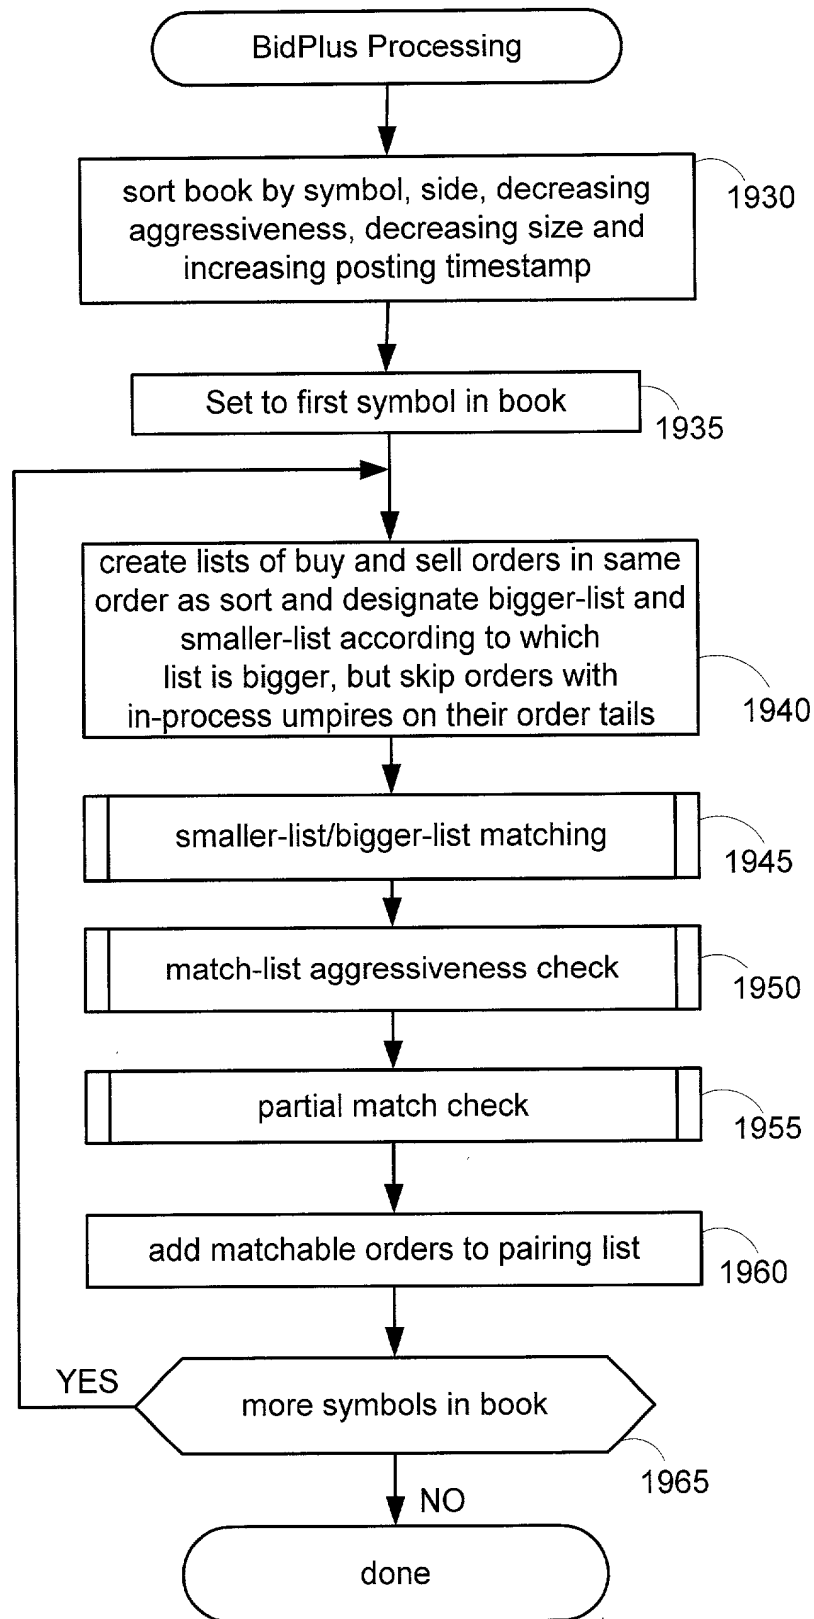 BidPlus Processing
sort book by symbol, side, decreasing
aggressiveness, decreasing size and
increasing posting timestamp
1930
Set to first symbol in book
1935
create lists of buy and sell orders in same
order as sort and designate bigger-list and
smaller-list according to which
list is bigger, but skip orders with
in-process umpires on their order tails
1940
smaller-list/bigger-list matching
1945
match-list aggressiveness check
1950
partial match check
1955
add matchable orders to pairing list
1960
YES
more symbols in book
1965
NO
done